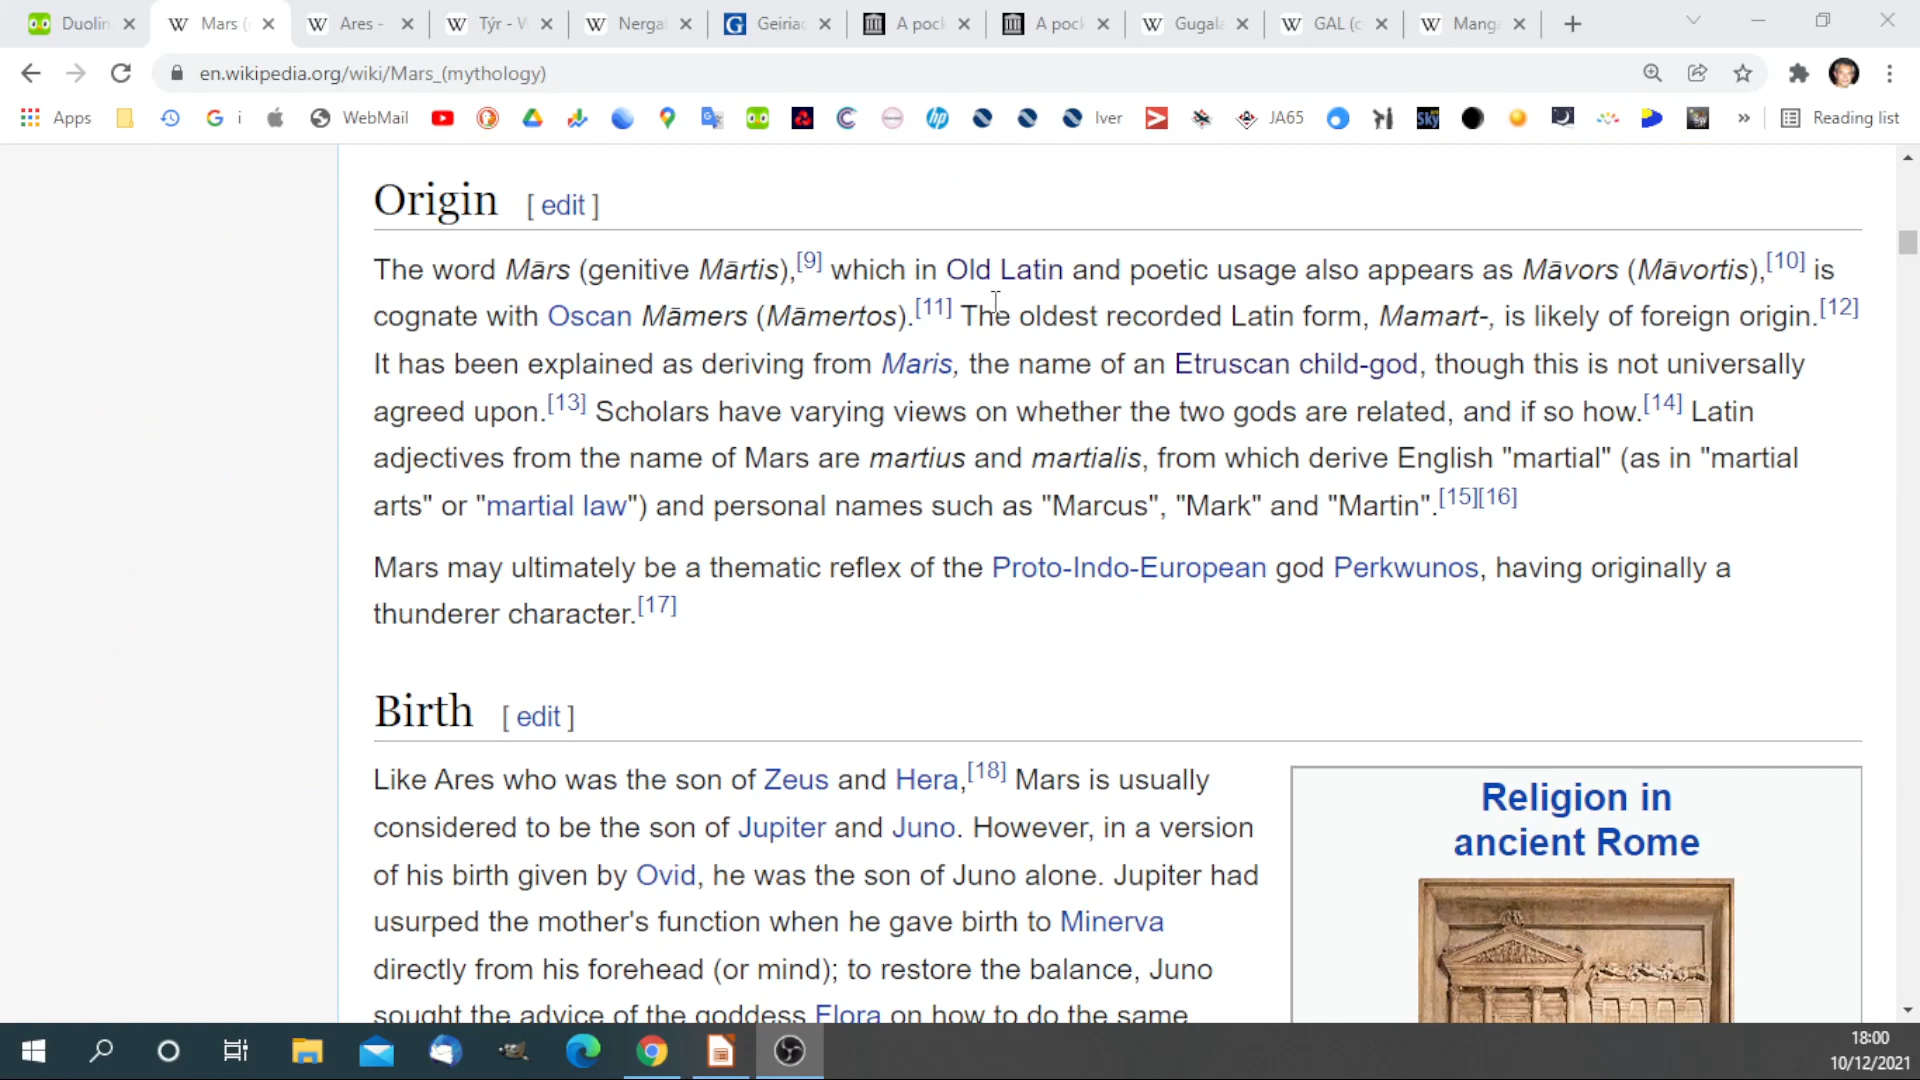 Duolin
Mars (
Ares -
Týr - W
Nergal
Geiriac
A pock
A pock
Gugala
GAL (c
Manga
en.wikipedia.org/wiki/Mars_(mythology)
Apps
G i
WebMail
Iver
sky
JA65
Reading list
Origin [ edit ]
The word Mārs (genitive Mārtis),[9] which in Old Latin and poetic usage also appears as Māvors (Māvortis),[10] is
cognate with Oscan Māmers (Māmertos).[11] The oldest recorded Latin form, Mamart-, is likely of foreign origin.[12]
It has been explained as deriving from Maris, the name of an Etruscan child-god, though this is not universally
agreed upon.[13] Scholars have varying views on whether the two gods are related, and if so how.[14] Latin
adjectives from the name of Mars are martius and martialis, from which derive English "martial" (as in "martial
arts" or "martial law") and personal names such as "Marcus", "Mark" and "Martin".[15][16]
Mars may ultimately be a thematic reflex of the Proto-Indo-European god Perkwunos, having originally a
thunderer character.[17]
Birth [ edit ]
Like Ares who was the son of Zeus and Hera,[18] Mars is usually
considered to be the son of Jupiter and Juno. However, in a version
of his birth given by Ovid, he was the son of Juno alone. Jupiter had
usurped the mother's function when he gave birth to Minerva
directly from his forehead (or mind); to restore the balance, Juno
sought the advice of the goddess Flora on how to do the same
Religion in
ancient Rome
18:00
10/12/2021